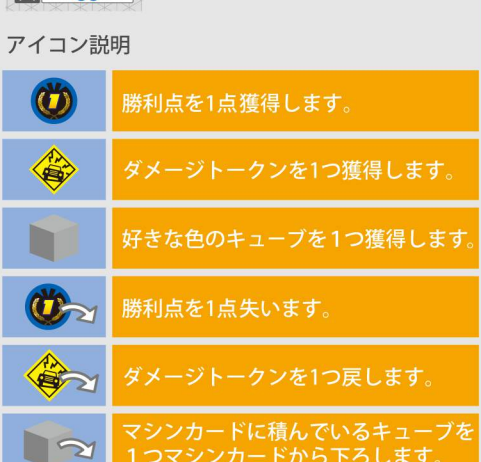 アイコン説明
勝利点を1点獲得します。
ダメージトークンを1つ獲得します。
好きな色のキューブを1つ獲得します。
勝利点を1点失います。
ダメージトークンを1つ戻します。
マシンカードに積んでいるキューブを
1つマシンカードから下ろします。